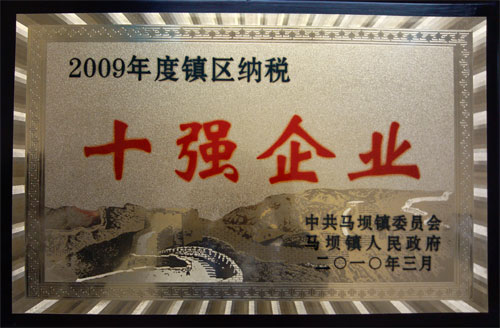 2009年度镇区纳税
十强企业
中共马坝镇委员会
马坝镇人民政府
二〇一〇年三月